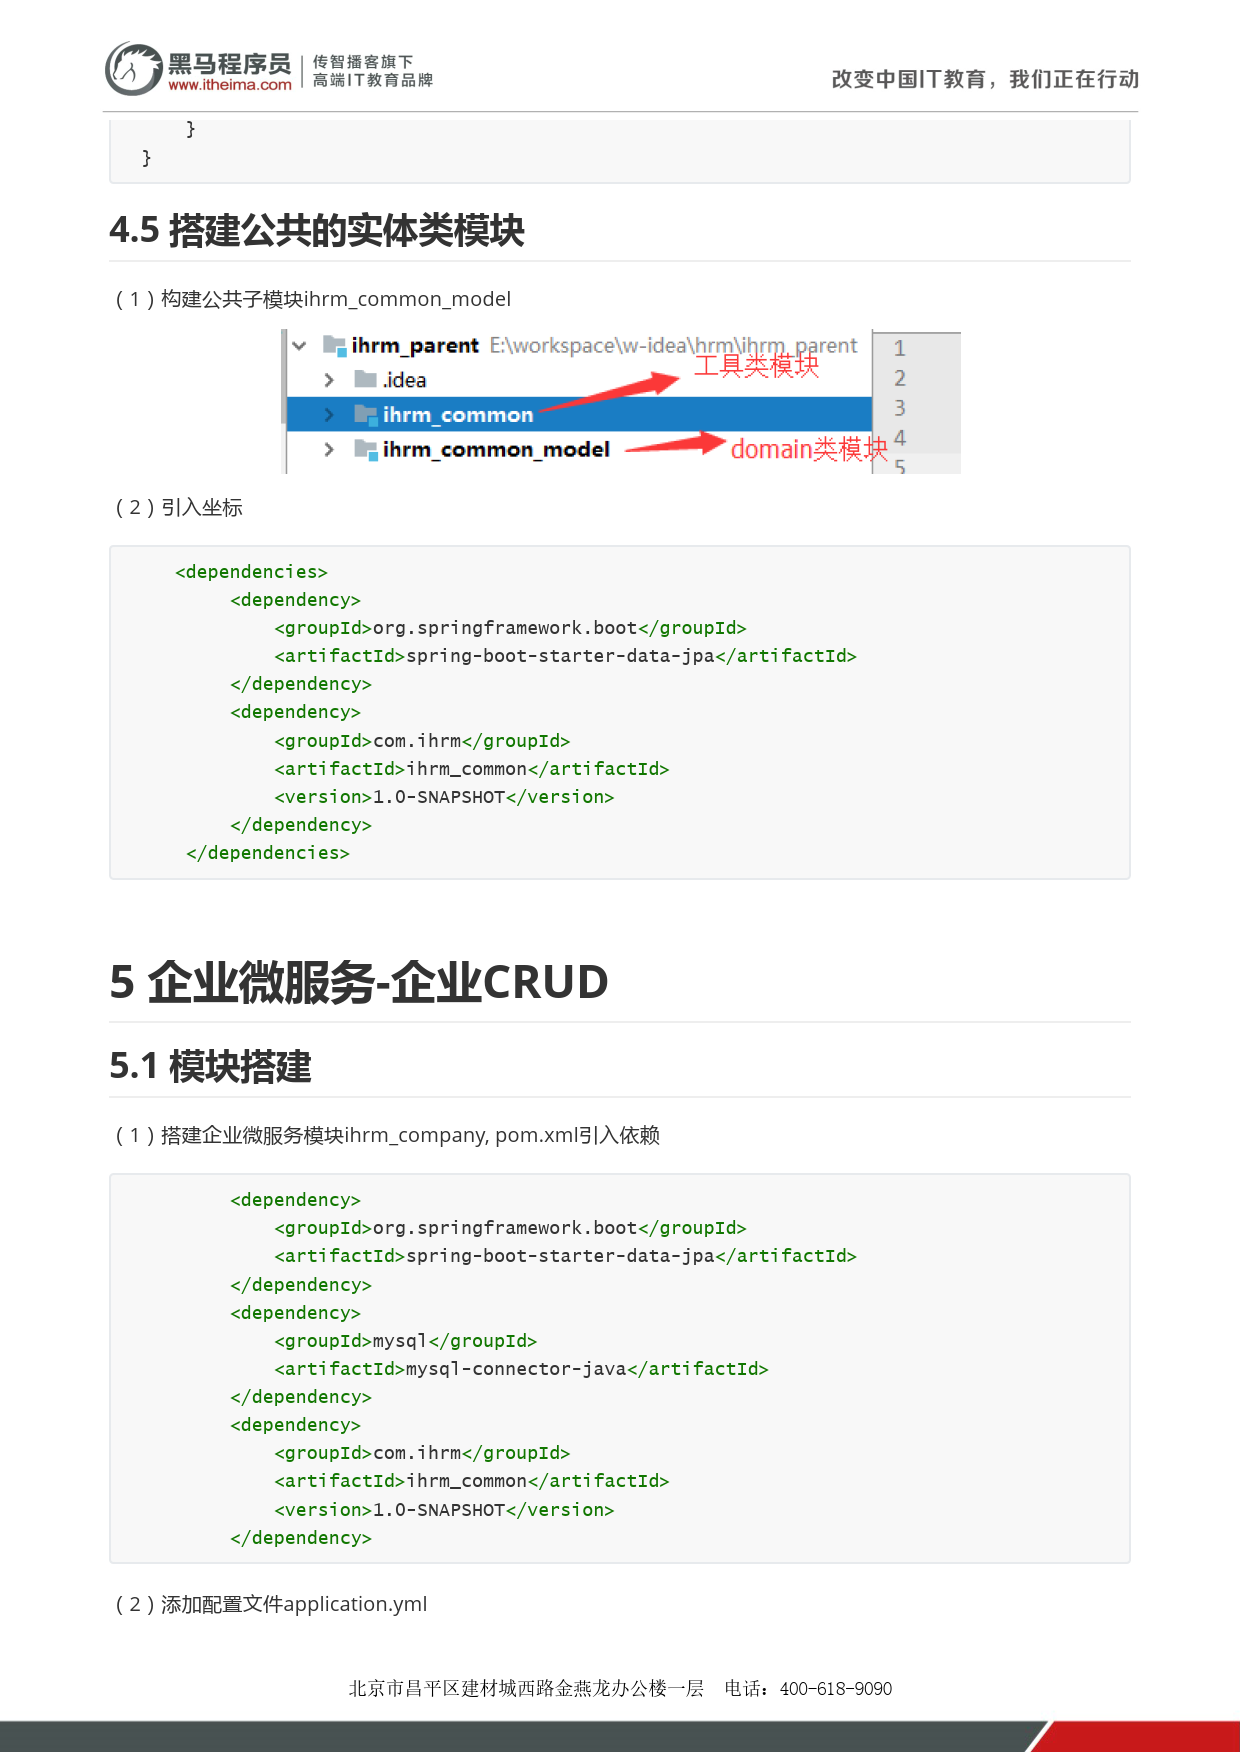 黑马程序员
www.itheima.com
传智播客旗下
高端IT教育品牌
改变中国IT教育，我们正在行动
}
}
4.5 搭建公共的实体类模块
（1）构建公共子模块ihrm_common_model
ihrm_parent E:\workspace\w-idea\hrm\ihrm_parent
工具类模块
.idea
ihrm_common
ihrm_common_model
domain类模块
1
2
3
4
5
（2）引入坐标
<dependencies>
<dependency>
<groupId>org.springframework.boot</groupId>
<artifactId>spring-boot-starter-data-jpa</artifactId>
</dependency>
<dependency>
<groupId>com.ihrm</groupId>
<artifactId>ihrm_common</artifactId>
<version>1.0-SNAPSHOT</version>
</dependency>
</dependencies>
5 企业微服务-企业CRUD
5.1 模块搭建
（1）搭建企业微服务模块ihrm_company, pom.xml引入依赖
<dependency>
<groupId>org.springframework.boot</groupId>
<artifactId>spring-boot-starter-data-jpa</artifactId>
</dependency>
<dependency>
<groupId>mysql</groupId>
<artifactId>mysql-connector-java</artifactId>
</dependency>
<dependency>
<groupId>com.ihrm</groupId>
<artifactId>ihrm_common</artifactId>
<version>1.0-SNAPSHOT</version>
</dependency>
（2）添加配置文件application.yml
北京市昌平区建材城西路金燕龙办公楼一层 电话：400-618-9090